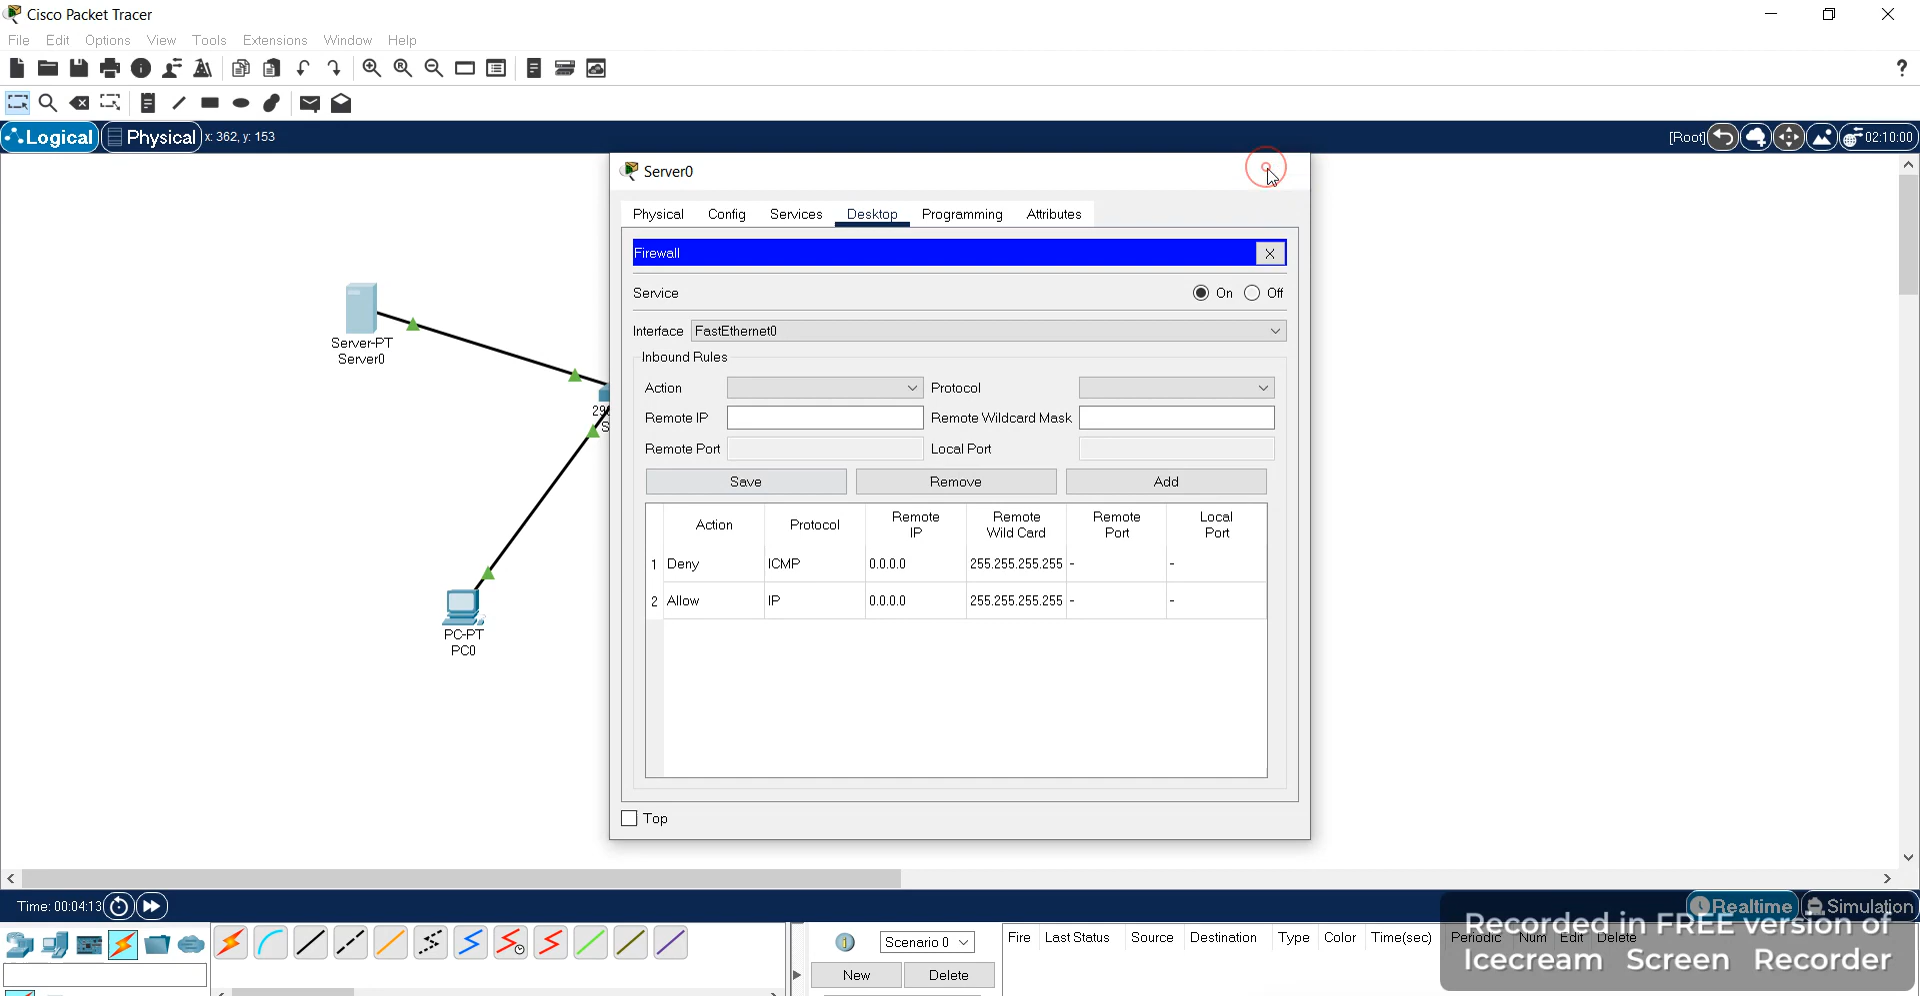 Cisco Packet Tracer
File Edit Options View Tools Extensions Window Help
?
Logical Physical x: 362, y: 153 [Root] 02:10:00
Server0
Physical Config Services Desktop Programming Attributes
Firewall X
Service On Off
Interface FastEthernet0
Inbound Rules
Action Protocol
Remote IP Remote Wildcard Mask
Remote Port Local Port
Save Remove Add
Action Protocol Remote IP Remote Wild Card Remote Port Local Port
1 Deny ICMP 0.0.0.0 255.255.255.255 - -
2 Allow IP 0.0.0.0 255.255.255.255 - -
Top
Server-PT
Server0
29
S
PC-PT
PC0
Time: 00:04:13 Realtime Simulation
Scenario 0
New Delete
Fire Last Status Source Destination Type Color Time(sec) Periodic Num Edit Delete
Recorded in FREE version of
Icecream Screen Recorder